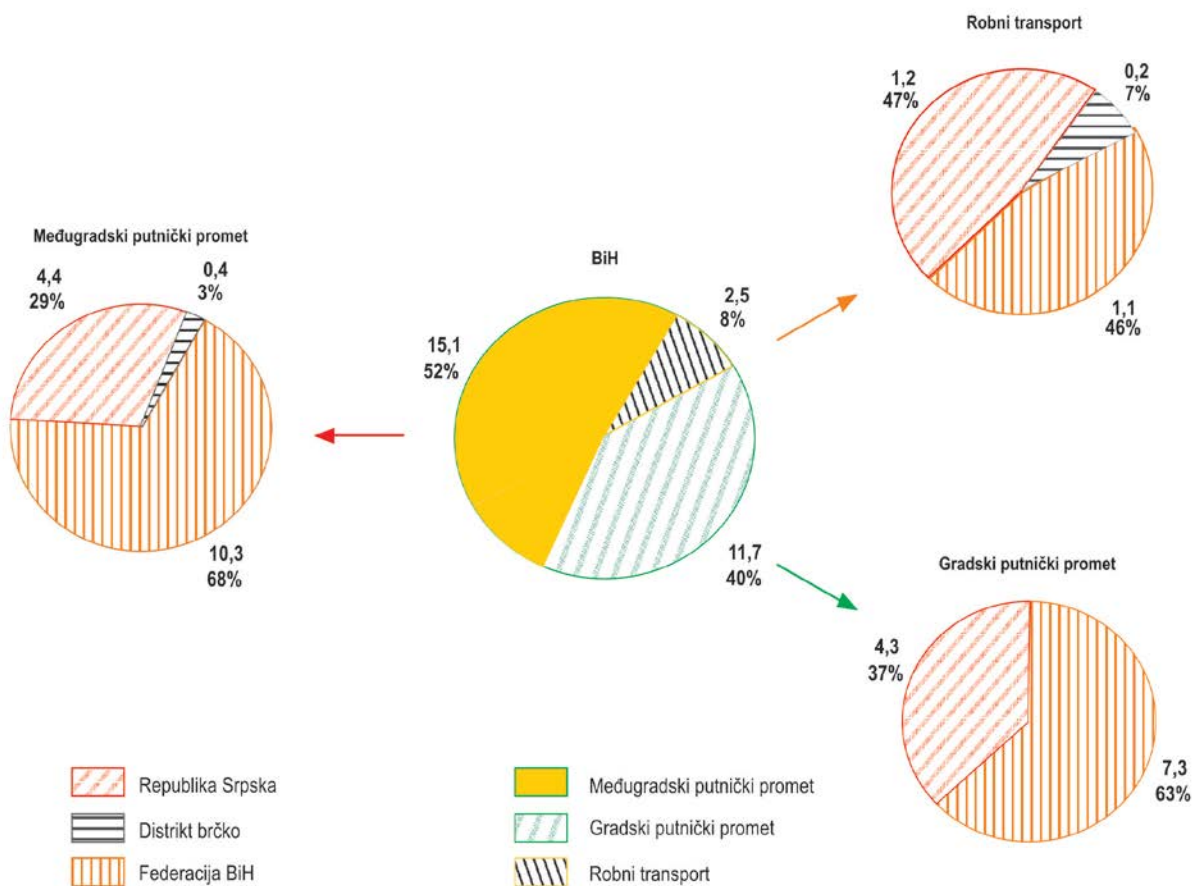 Robni transport
1,2
47%
0,2
7%
1,1
46%
Međugradski putnički promet
4,4
29%
0,4
3%
10,3
68%
BiH
15,1
52%
2,5
8%
11,7
40%
Gradski putnički promet
4,3
37%
7,3
63%
Republika Srpska
Distrikt brčko
Federacija BiH
Međugradski putnički promet
Gradski putnički promet
Robni transport